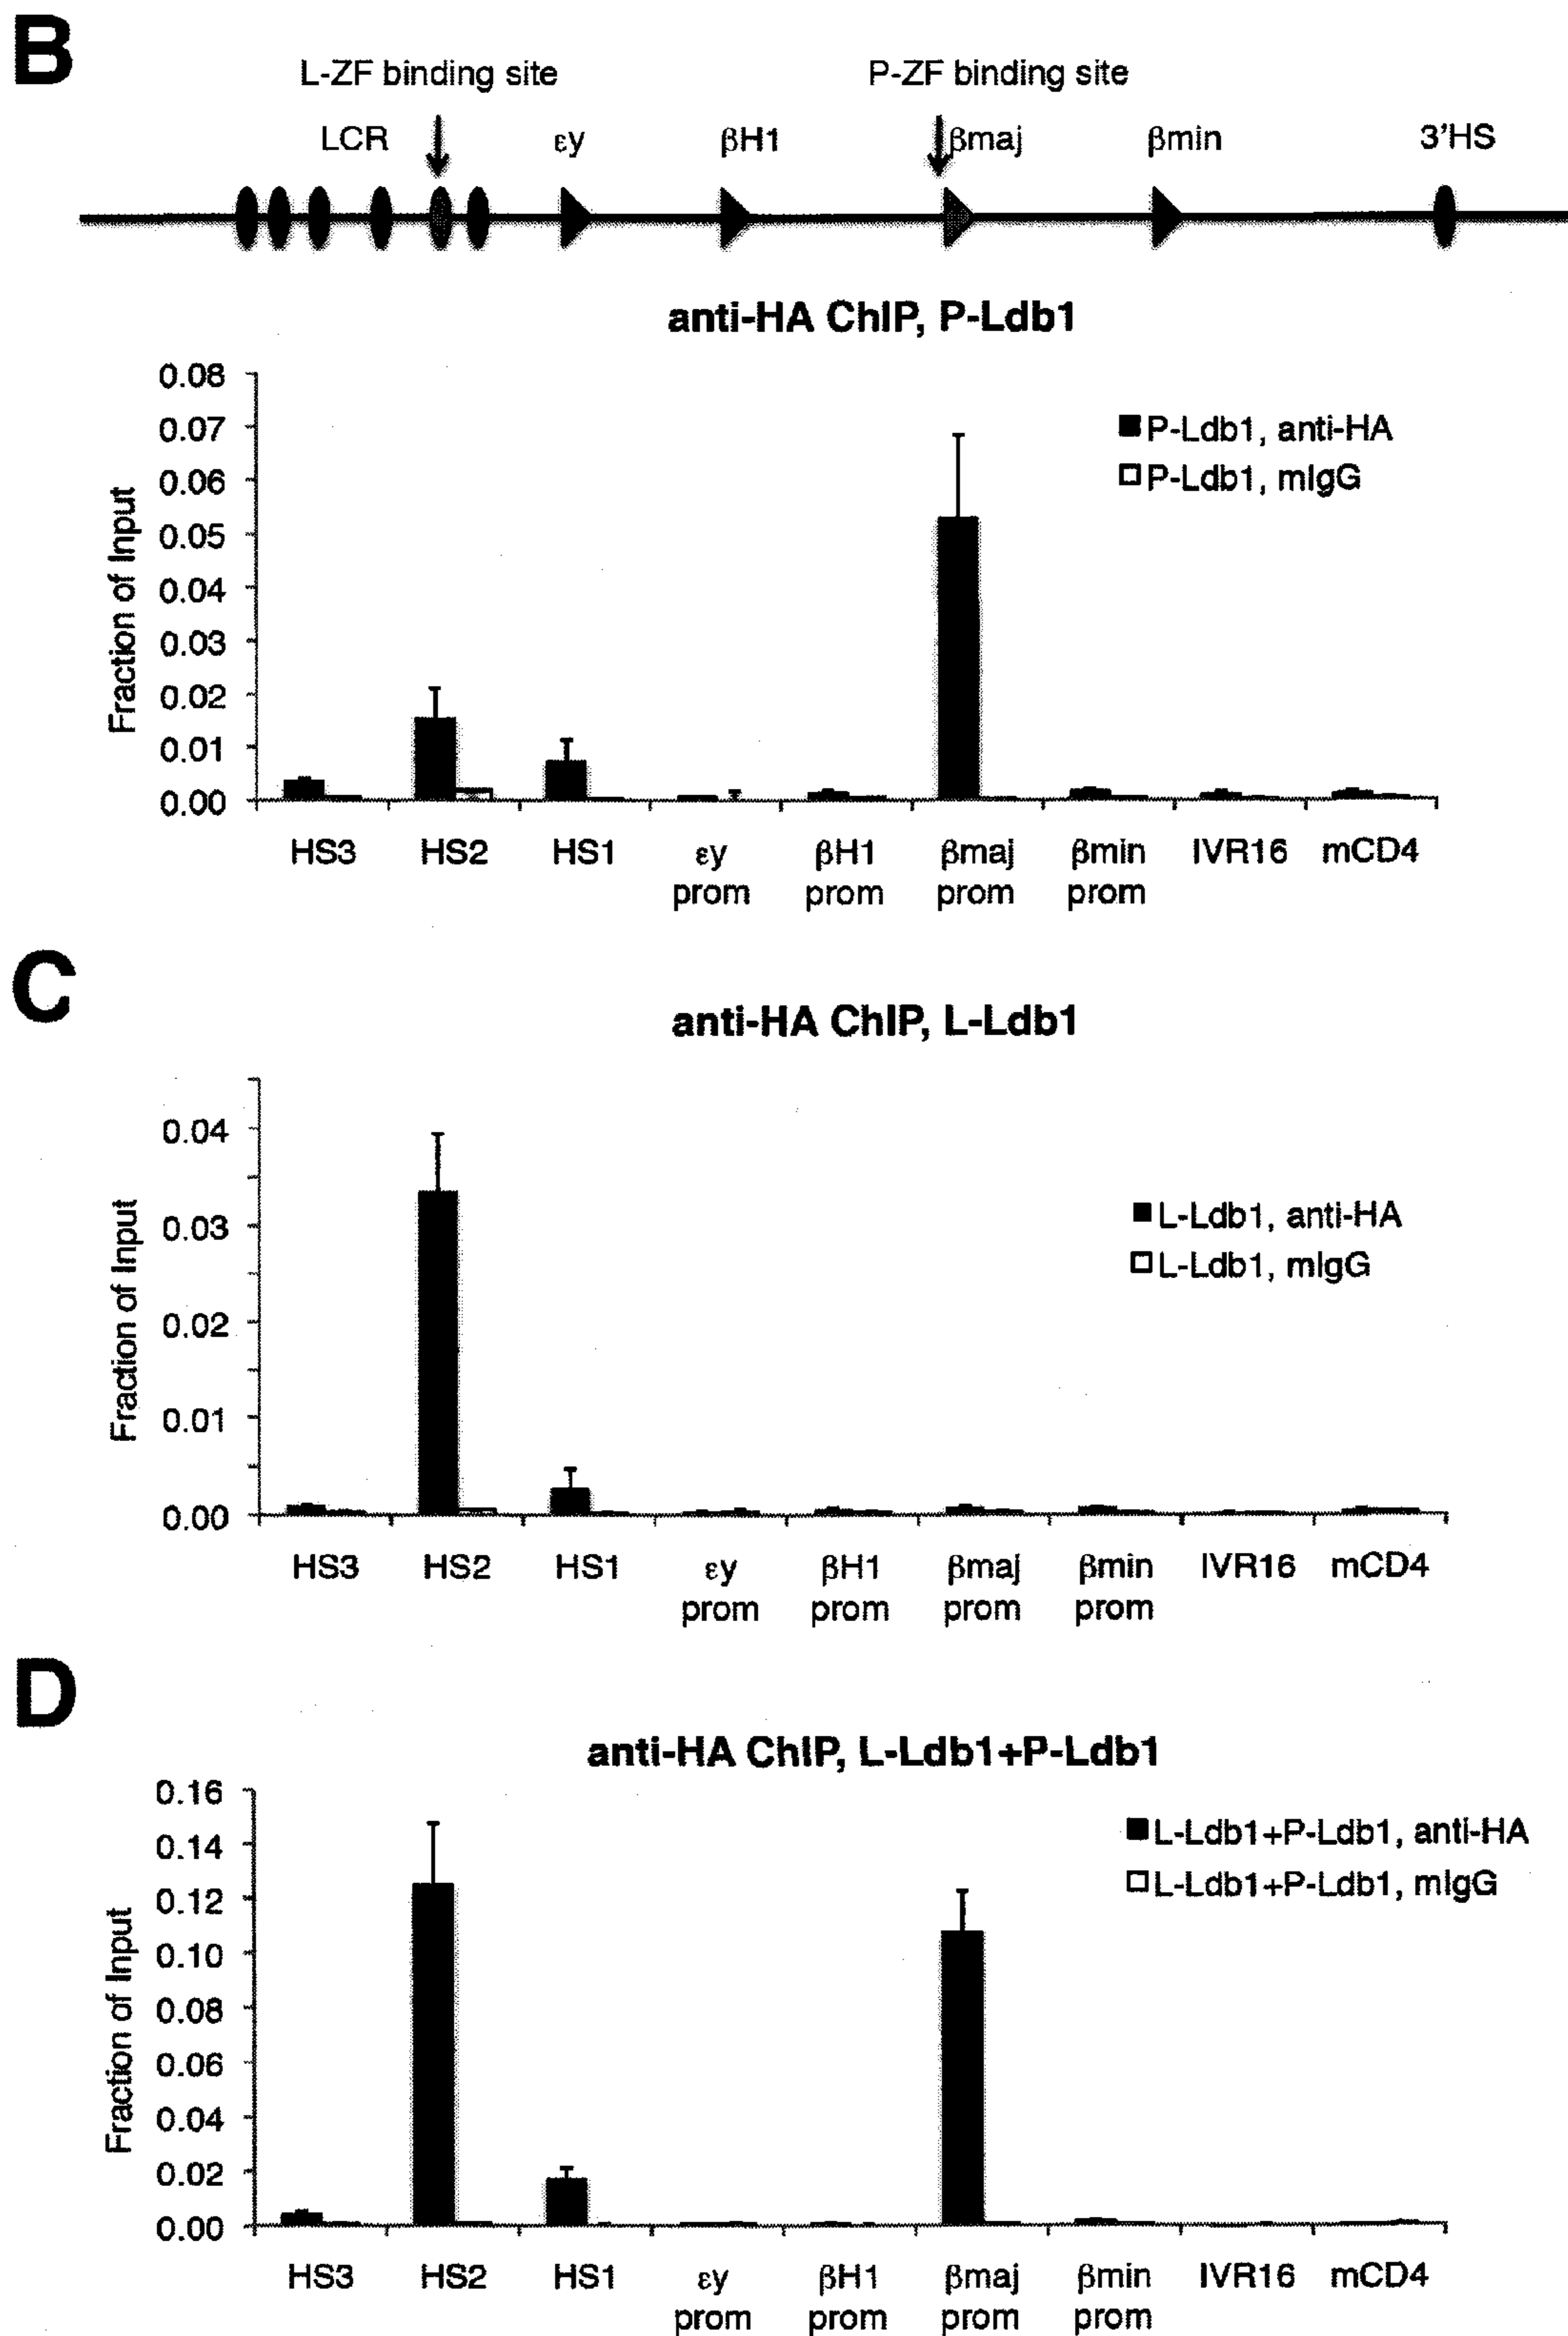 B
L-ZF binding site
P-ZF binding site
LCR
εy
βH1
βmaj
βmin
3'HS
anti-HA ChIP, P-Ldb1
0.08
0.07
0.06
0.05
0.04
0.03
0.02
0.01
0.00
Fraction of Input
P-Ldb1, anti-HA
P-Ldb1, mIgG
HS3 HS2 HS1 εy prom βH1 prom βmaj prom βmin prom IVR16 mCD4
C
anti-HA ChIP, L-Ldb1
0.04
0.03
0.02
0.01
0.00
Fraction of Input
L-Ldb1, anti-HA
L-Ldb1, mIgG
HS3 HS2 HS1 εy prom βH1 prom βmaj prom βmin prom IVR16 mCD4
D
anti-HA ChIP, L-Ldb1+P-Ldb1
0.16
0.14
0.12
0.10
0.08
0.06
0.04
0.02
0.00
Fraction of Input
L-Ldb1+P-Ldb1, anti-HA
L-Ldb1+P-Ldb1, mIgG
HS3 HS2 HS1 εy prom βH1 prom βmaj prom βmin prom IVR16 mCD4